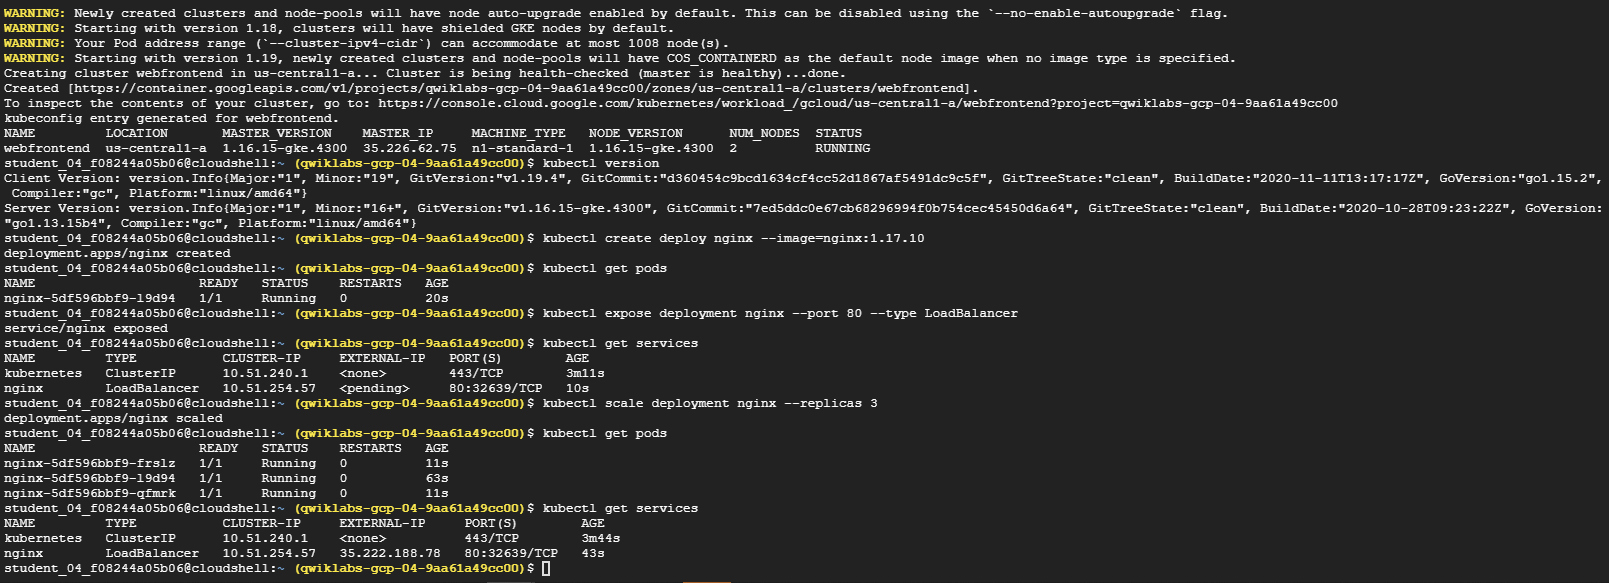 WARNING: Newly created clusters and node-pools will have node auto-upgrade enabled by default. This can be disabled using the `--no-enable-autoupgrade` flag.
WARNING: Starting with version 1.18, clusters will have shielded GKE nodes by default.
WARNING: Your Pod address range (`--cluster-ipv4-cidr`) can accommodate at most 1008 node(s).
WARNING: Starting with version 1.19, newly created clusters and node-pools will have COS_CONTAINERD as the default node image when no image type is specified.
Creating cluster webfrontend in us-central1-a... Cluster is being health-checked (master is healthy)...done.
Created [https://container.googleapis.com/v1/projects/qwiklabs-gcp-04-9aa61a49cc00/zones/us-central1-a/clusters/webfrontend].
To inspect the contents of your cluster, go to: https://console.cloud.google.com/kubernetes/workload_/gcloud/us-central1-a/webfrontend?project=qwiklabs-gcp-04-9aa61a49cc00
kubeconfig entry generated for webfrontend.
NAME LOCATION MASTER_VERSION MASTER_IP MACHINE_TYPE NODE_VERSION NUM_NODES STATUS
webfrontend us-central1-a 1.16.15-gke.4300 35.226.62.75 n1-standard-1 1.16.15-gke.4300 2 RUNNING
student_04_f08244a05b06@cloudshell:~ (qwiklabs-gcp-04-9aa61a49cc00)$ kubectl version
Client Version: version.Info{Major:"1", Minor:"19", GitVersion:"v1.19.4", GitCommit:"d360454c9bcd1634cf4cc52d1867af5491dc9c5f", GitTreeState:"clean", BuildDate:"2020-11-11T13:17:17Z", GoVersion:"go1.15.2",
Compiler:"gc", Platform:"linux/amd64"}
Server Version: version.Info{Major:"1", Minor:"16+", GitVersion:"v1.16.15-gke.4300", GitCommit:"7ed5ddc0e67cb68296994f0b754cec45450d6a64", GitTreeState:"clean", BuildDate:"2020-10-28T09:23:22Z", GoVersion:
"go1.13.15b4", Compiler:"gc", Platform:"linux/amd64"}
student_04_f08244a05b06@cloudshell:~ (qwiklabs-gcp-04-9aa61a49cc00)$ kubectl create deploy nginx --image=nginx:1.17.10
deployment.apps/nginx created
student_04_f08244a05b06@cloudshell:~ (qwiklabs-gcp-04-9aa61a49cc00)$ kubectl get pods
NAME READY STATUS RESTARTS AGE
nginx-5df596bbf9-l9d94 1/1 Running 0 20s
student_04_f08244a05b06@cloudshell:~ (qwiklabs-gcp-04-9aa61a49cc00)$ kubectl expose deployment nginx --port 80 --type LoadBalancer
service/nginx exposed
student_04_f08244a05b06@cloudshell:~ (qwiklabs-gcp-04-9aa61a49cc00)$ kubectl get services
NAME TYPE CLUSTER-IP EXTERNAL-IP PORT(S) AGE
kubernetes ClusterIP 10.51.240.1 <none> 443/TCP 3m11s
nginx LoadBalancer 10.51.254.57 <pending> 80:32639/TCP 10s
student_04_f08244a05b06@cloudshell:~ (qwiklabs-gcp-04-9aa61a49cc00)$ kubectl scale deployment nginx --replicas 3
deployment.apps/nginx scaled
student_04_f08244a05b06@cloudshell:~ (qwiklabs-gcp-04-9aa61a49cc00)$ kubectl get pods
NAME READY STATUS RESTARTS AGE
nginx-5df596bbf9-frslz 1/1 Running 0 11s
nginx-5df596bbf9-l9d94 1/1 Running 0 63s
nginx-5df596bbf9-qfmrk 1/1 Running 0 11s
student_04_f08244a05b06@cloudshell:~ (qwiklabs-gcp-04-9aa61a49cc00)$ kubectl get services
NAME TYPE CLUSTER-IP EXTERNAL-IP PORT(S) AGE
kubernetes ClusterIP 10.51.240.1 <none> 443/TCP 3m44s
nginx LoadBalancer 10.51.254.57 35.222.188.78 80:32639/TCP 43s
student_04_f08244a05b06@cloudshell:~ (qwiklabs-gcp-04-9aa61a49cc00)$